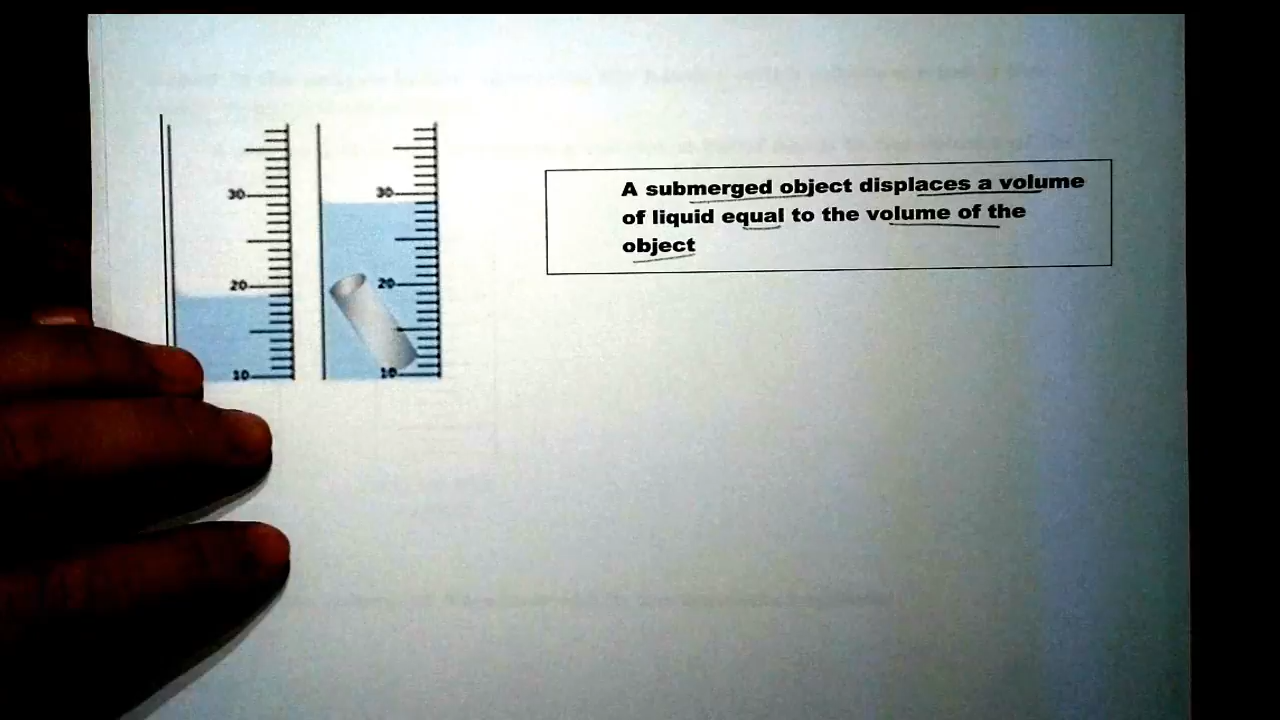 30
20
10
30
20
10
A submerged object displaces a volume
of liquid equal to the volume of the
object